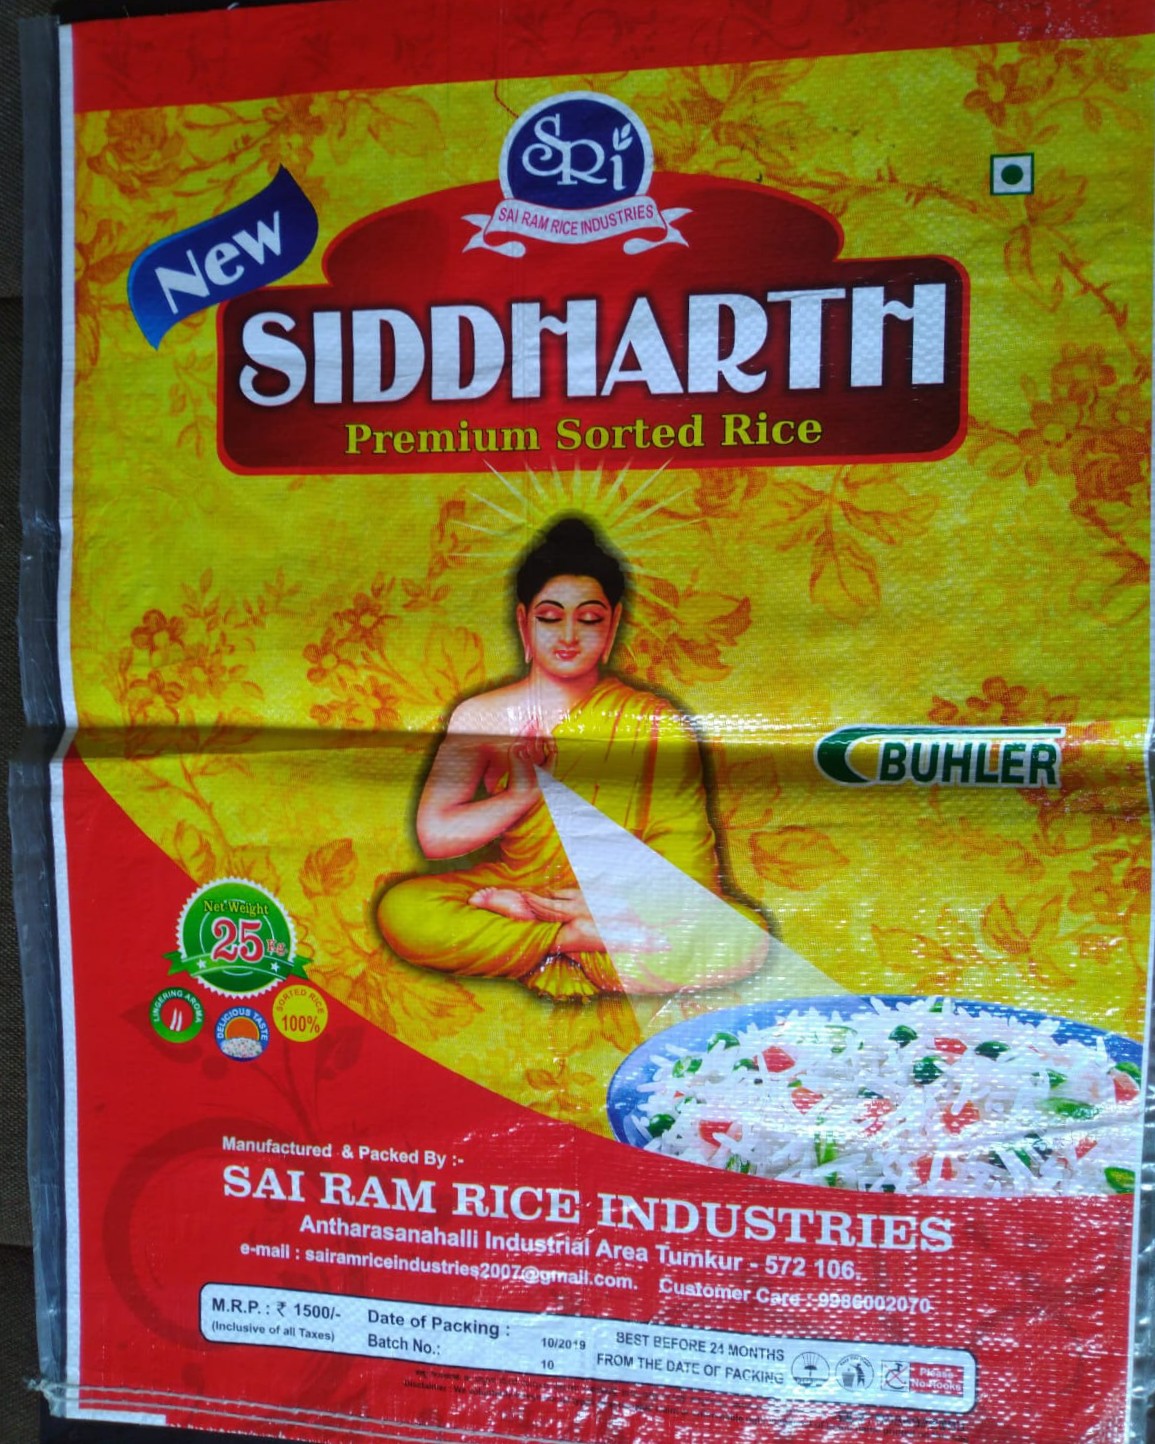 SRi
SAI RAM RICE INDUSTRIES
New
SIDDHARTH
Premium Sorted Rice
BUHLER
Net Weight
25 Kg
LINGERING AROMA
DELICIOUS TASTE
SORTED RICE
100%
Manufactured & Packed By :-
SAI RAM RICE INDUSTRIES
Antharasanahalli Industrial Area Tumkur - 572 106.
e-mail : sairamriceindustries2007@gmail.com. Customer Care :-9986002070
M.R.P. : ₹ 1500/-
(Inclusive of all Taxes)
Date of Packing : 10/2019
Batch No.: 10
BEST BEFORE 24 MONTHS
FROM THE DATE OF PACKING
Please
No Hooks